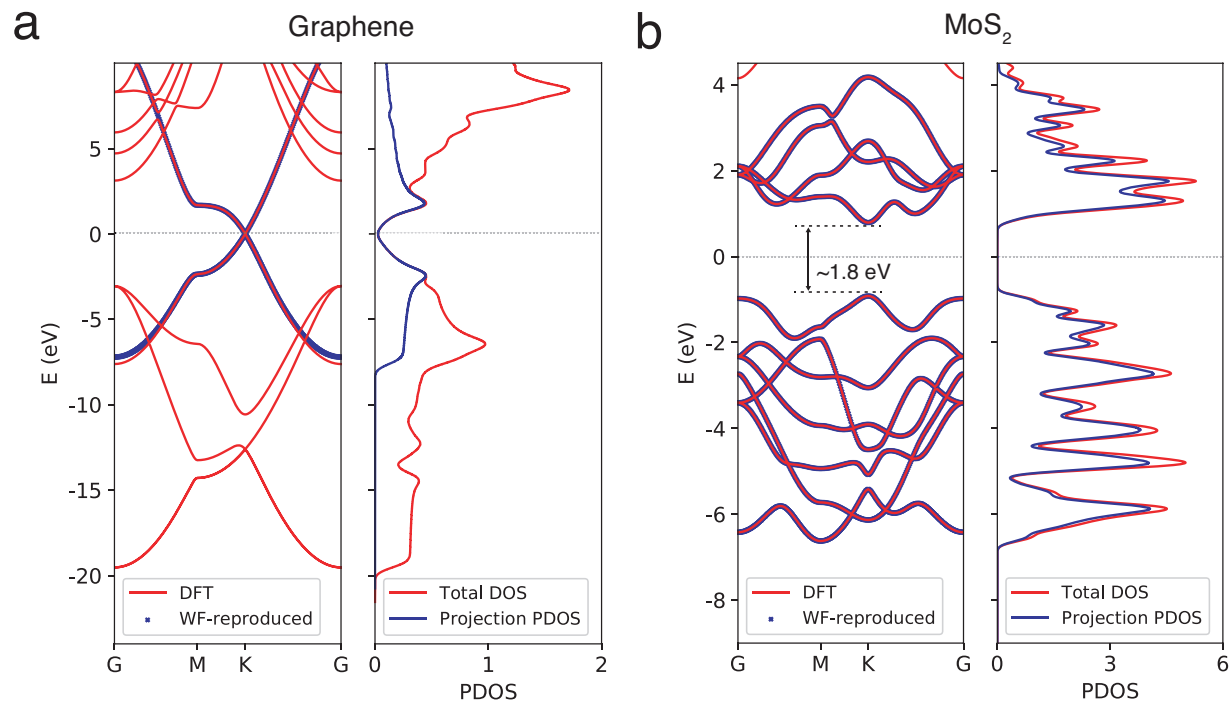 a
Graphene
E (eV)
5
0
-5
-10
-15
-20
DFT
WF-reproduced
G M K G
Total DOS
Projection PDOS
0 1 2
PDOS
b
MoS₂
E (eV)
4
2
0
-2
-4
-6
-8
~1.8 eV
DFT
WF-reproduced
G M K G
Total DOS
Projection PDOS
0 3 6
PDOS